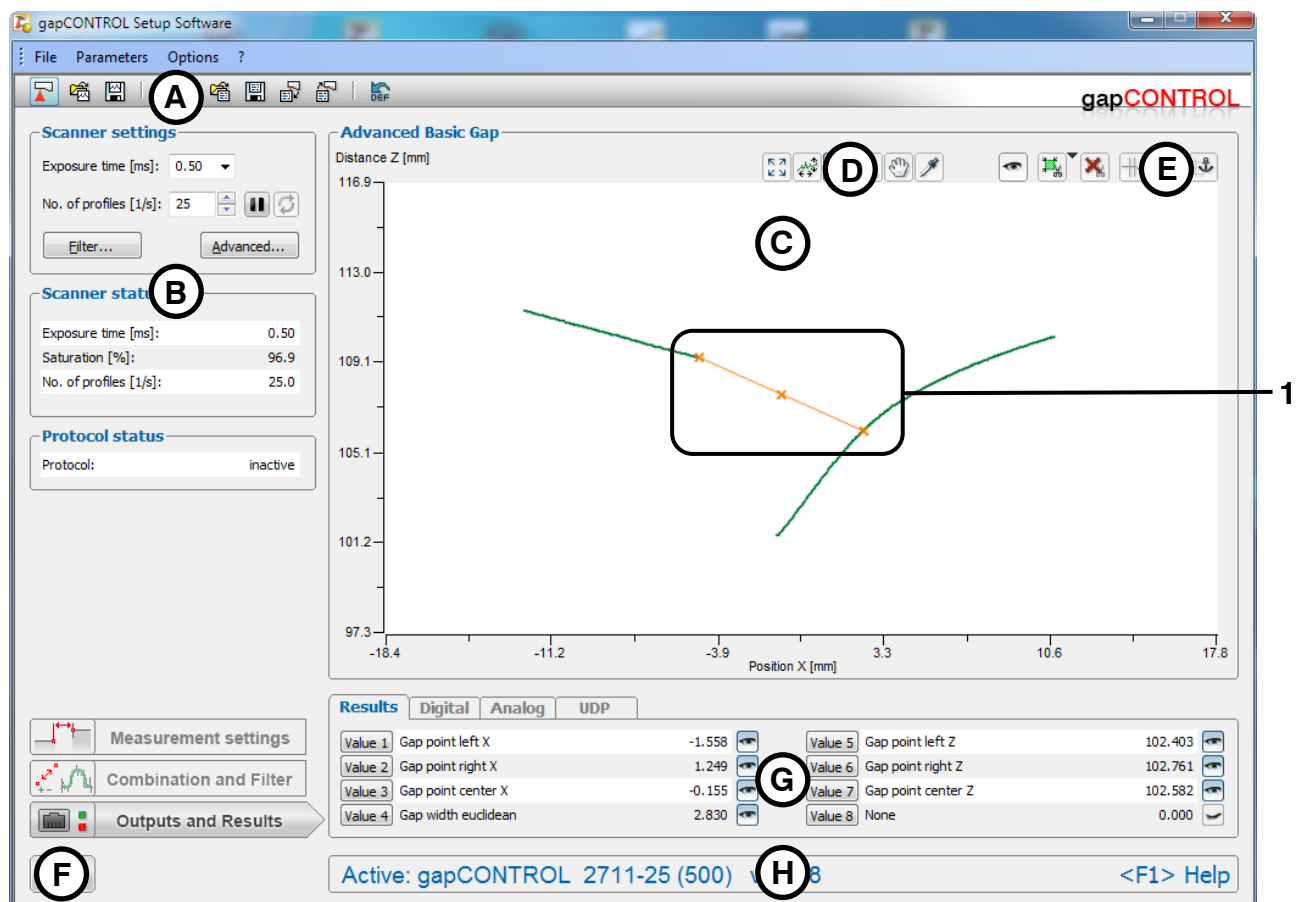 gapCONTROL Setup Software
File Parameters Options ?
A
DEF
gapCONTROL
Scanner settings
Exposure time [ms]: 0.50
No. of profiles [1/s]: 25
Filter... Advanced...
B
Scanner
Exposure time [ms]: 0.50
Saturation [%]: 96.9
No. of profiles [1/s]: 25.0
Protocol status
Protocol: inactive
Advanced Basic Gap
Distance Z [mm]
D
E
C
116.9
113.0
109.1
105.1
101.2
97.3
1
-18.4 -11.2 -3.9 3.3 10.6 17.8
Position X [mm]
Measurement settings
Combination and Filter
Outputs and Results
F
Results Digital Analog UDP
Value 1 Gap point left X -1.558 Value 5 Gap point left Z 102.403
Value 2 Gap point right X 1.249 Value 6 Gap point right Z 102.761
Value 3 Gap point center X -0.155 Value 7 Gap point center Z 102.582
Value 4 Gap width euclidean 2.830 Value 8 None 0.000
G
Active: gapCONTROL 2711-25 (500) H 8 <F1> Help